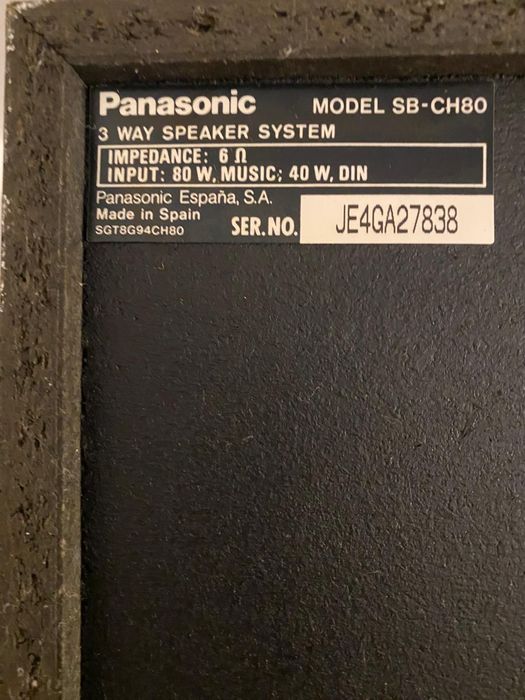 Panasonic MODEL SB-CH80
3 WAY SPEAKER SYSTEM
IMPEDANCE: 6 Ω
INPUT: 80 W, MUSIC; 40 W, DIN
Panasonic España, S.A.
Made in Spain
SGT8G94CH80 SER.NO. JE4GA27838